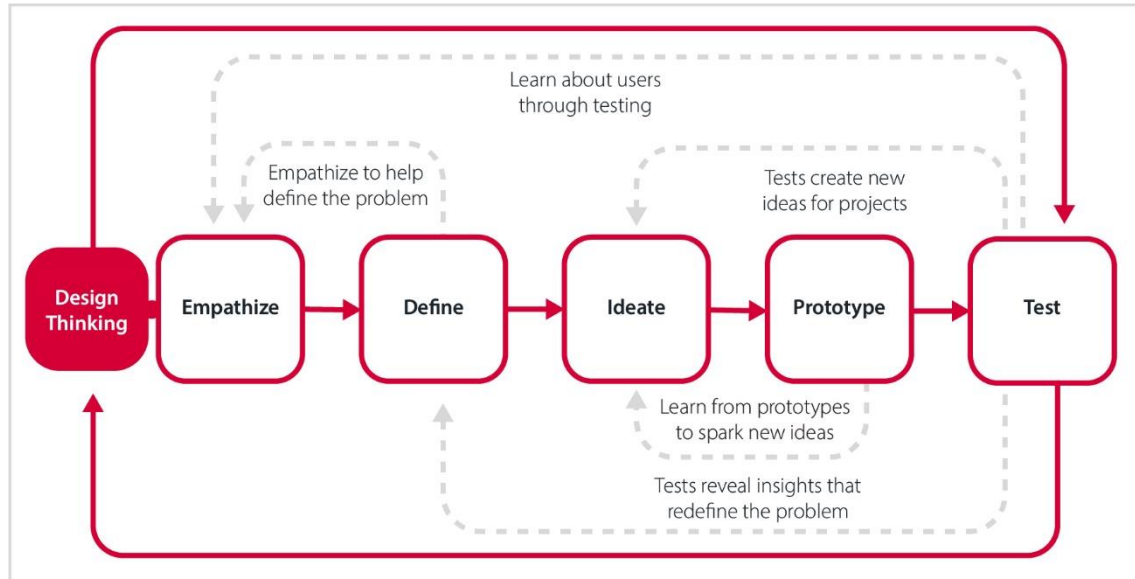 Learn about users
through testing
Empathize to help
define the problem
Tests create new
ideas for projects
Design
Thinking
Empathize
Define
Ideate
Prototype
Test
Learn from prototypes
to spark new ideas
Tests reveal insights that
redefine the problem